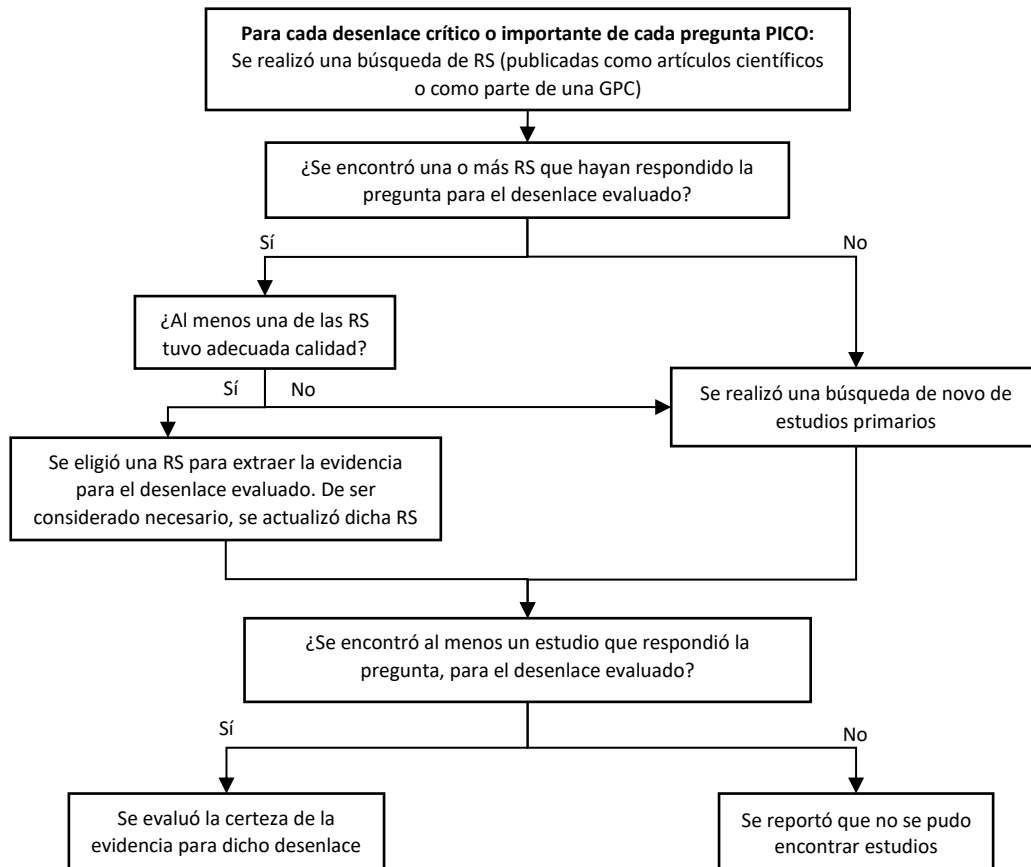 Para cada desenlace crítico o importante de cada pregunta PICO:
Se realizó una búsqueda de RS (publicadas como artículos científicos
o como parte de una GPC)
¿Se encontró una o más RS que hayan respondido la
pregunta para el desenlace evaluado?
Sí
No
¿Al menos una de las RS
tuvo adecuada calidad?
Sí
No
Se realizó una búsqueda de novo de
estudios primarios
Se eligió una RS para extraer la evidencia
para el desenlace evaluado. De ser
considerado necesario, se actualizó dicha RS
¿Se encontró al menos un estudio que respondió la
pregunta, para el desenlace evaluado?
Sí
No
Se evaluó la certeza de la
evidencia para dicho desenlace
Se reportó que no se pudo
encontrar estudios